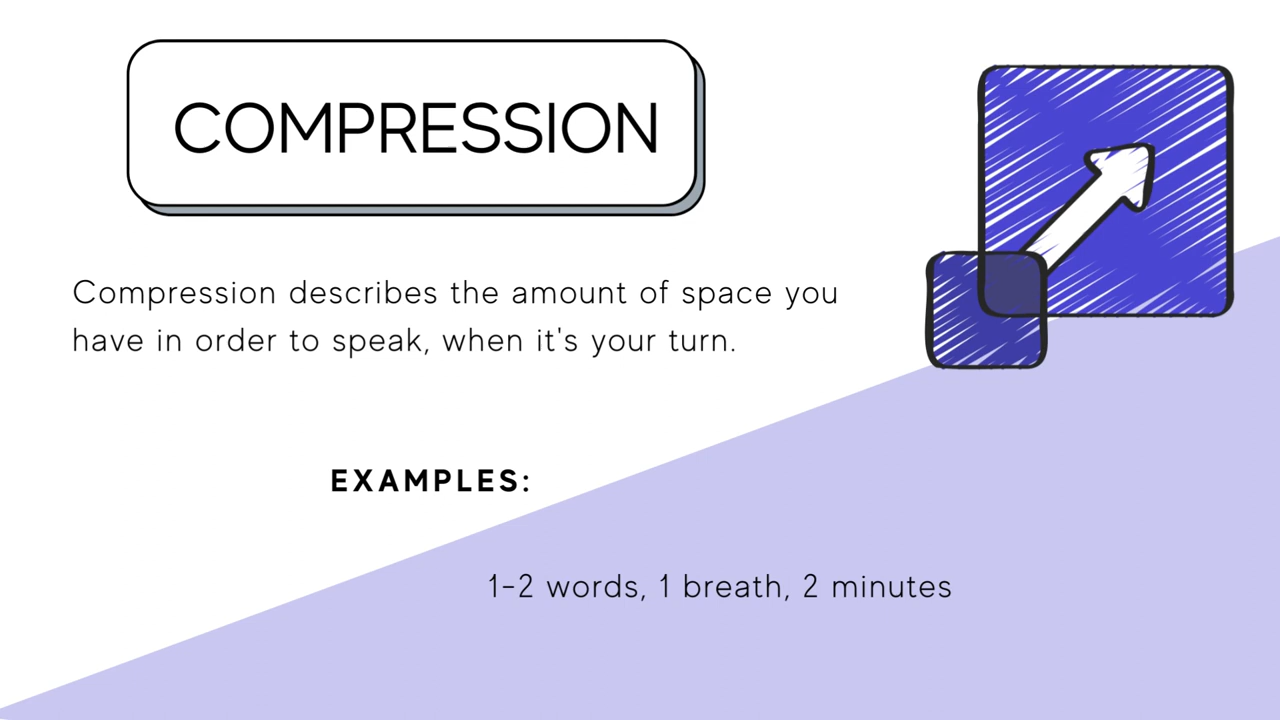 COMPRESSION
Compression describes the amount of space you
have in order to speak, when it's your turn.
EXAMPLES:
1-2 words, 1 breath, 2 minutes